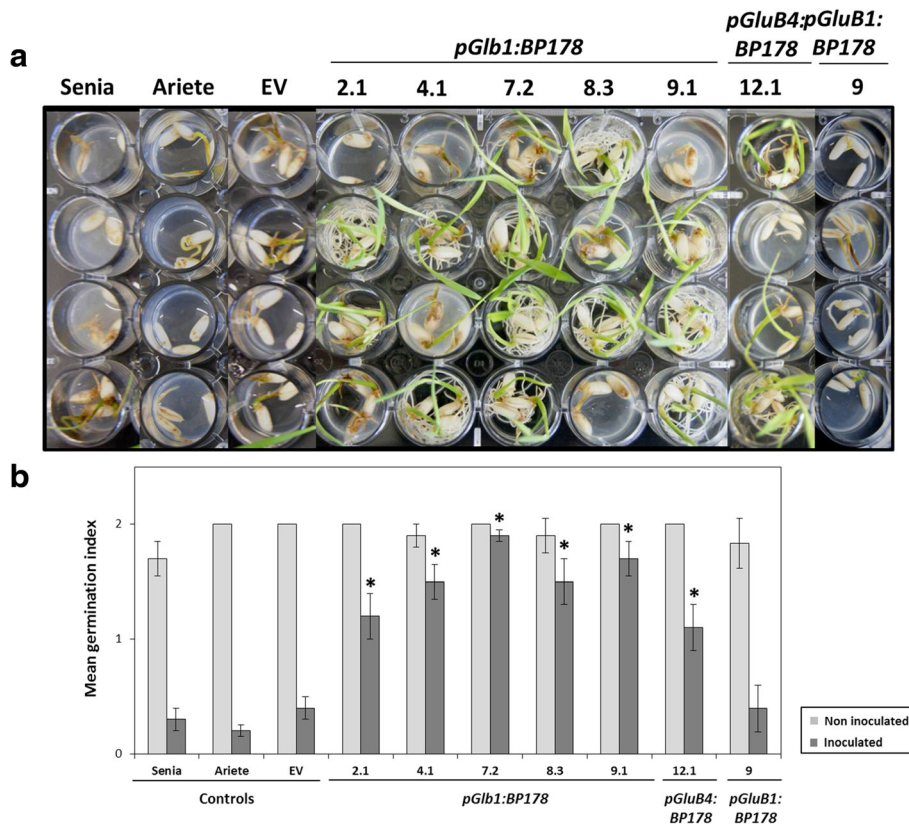 a
pGlb1:BP178
pGluB4: pGluB1:
BP178 BP178
Senia Ariete EV 2.1 4.1 7.2 8.3 9.1 12.1 9
b
Mean germination index
2
1
0
* * * * * *
Senia Ariete EV 2.1 4.1 7.2 8.3 9.1 12.1 9
Controls pGlb1:BP178 pGluB4: pGluB1:
BP178 BP178
Non inoculated
Inoculated